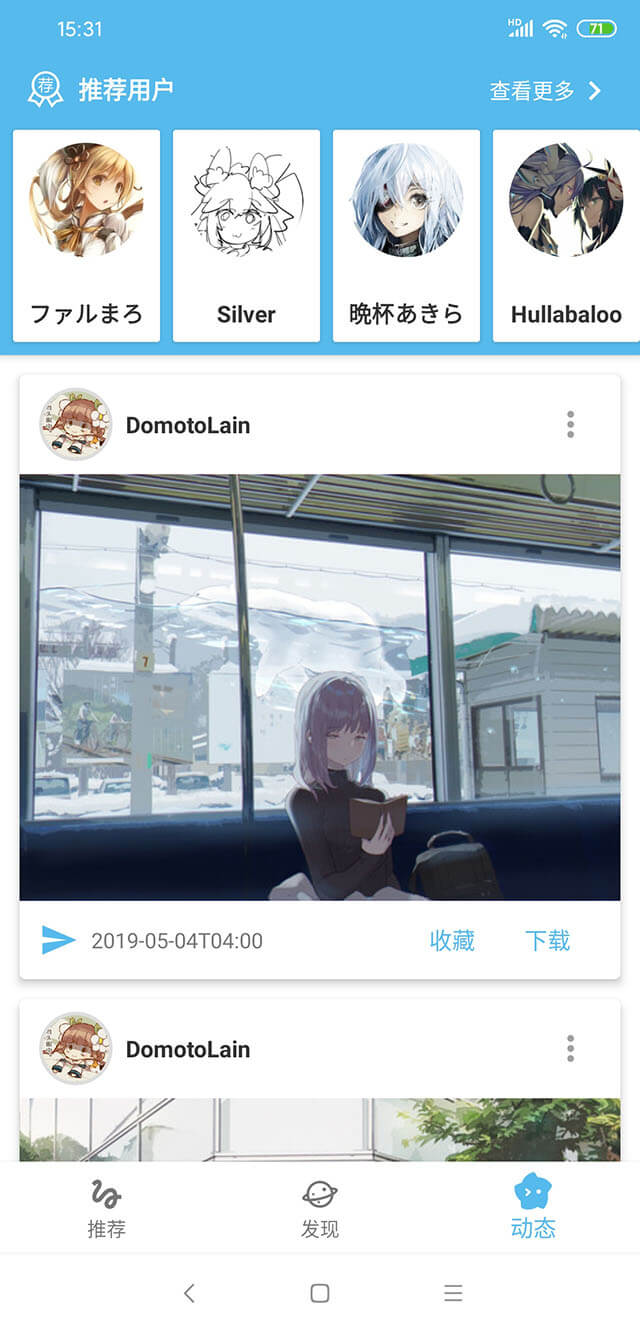 15:31
HD
71
荐
推荐用户
查看更多
ファルまろ
Silver
晩杯あきら
Hullabaloo
DomotoLain
7
2019-05-04T04:00
收藏
下载
DomotoLain
推荐
发现
动态